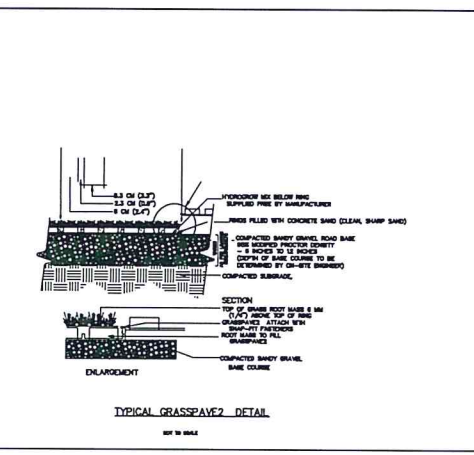 8.5 CM (3.3")
2.3 CM (0.9")
6 CM (2.4")
HYDROGROW MIX BELOW RING
SUPPLIED FREE BY MANUFACTURER
RINGS FILLED WITH CONCRETE SAND (CLEAN, SHARP SAND)
COMPACTED SANDY GRAVEL ROAD BASE
MODIFIED PROCTOR DENSITY
- 6 INCHES TO 12 INCHES
(DEPTH OF BASE COURSE TO BE
DETERMINED BY ON-SITE ENGINEER)
COMPACTED SUBGRADE,
SECTION
TOP OF GRASS ROOT MASS 6 MM
(1/4") ABOVE TOP OF RING
GRASSPAVE2 ATTACH WITH
SNAP-FIT FASTENERS
ROOT MASS TO FILL
GRASSPAVE2
COMPACTED SANDY GRAVEL
BASE COURSE
ENLARGEMENT
TYPICAL GRASSPAVE2 DETAIL
NOT TO SCALE